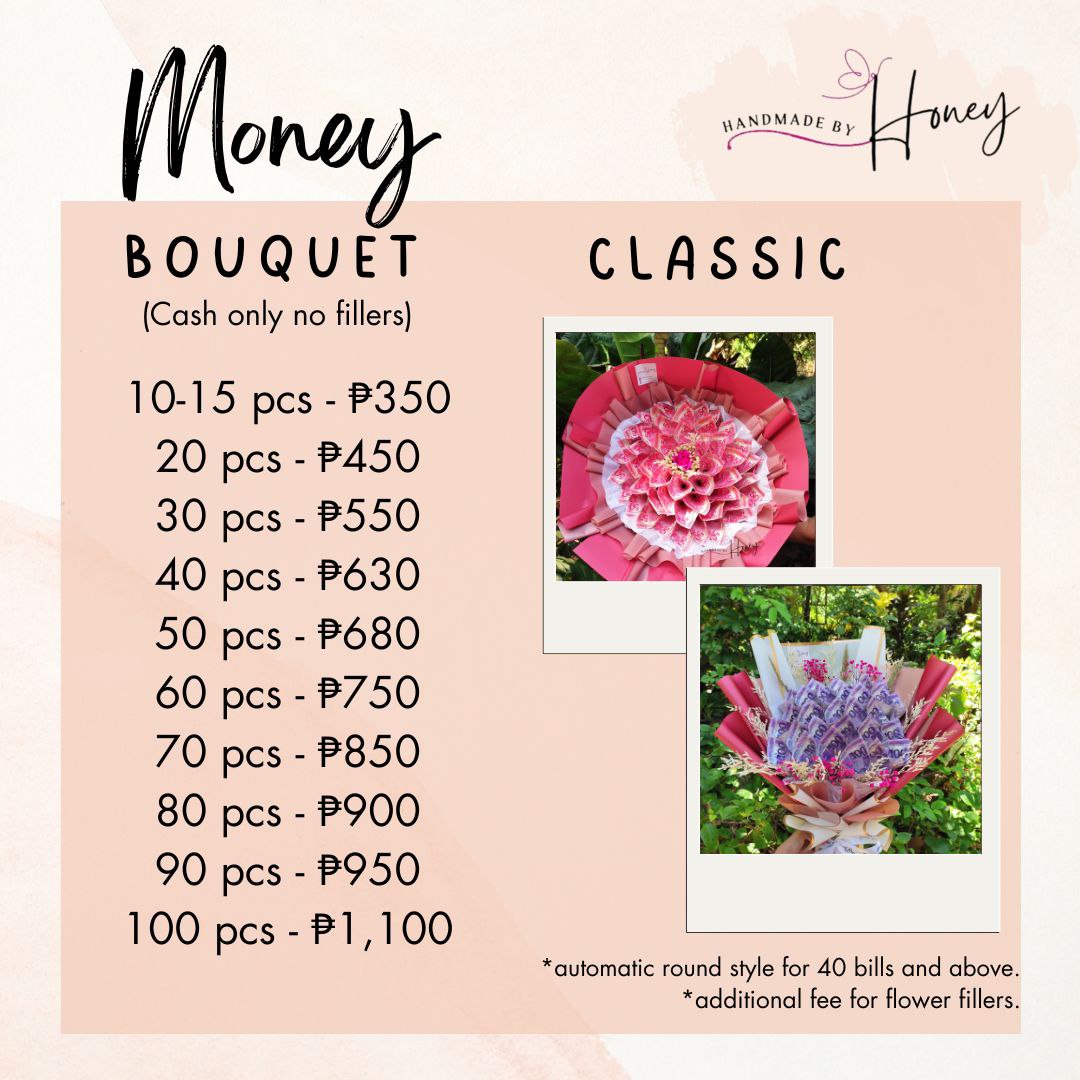 Money
HANDMADE BY Honey
BOUQUET
(Cash only no fillers)
10-15 pcs - ₱350
20 pcs - ₱450
30 pcs - ₱550
40 pcs - ₱630
50 pcs - ₱680
60 pcs - ₱750
70 pcs - ₱850
80 pcs - ₱900
90 pcs - ₱950
100 pcs - ₱1,100
CLASSIC
Honey
100
*automatic round style for 40 bills and above.
*additional fee for flower fillers.